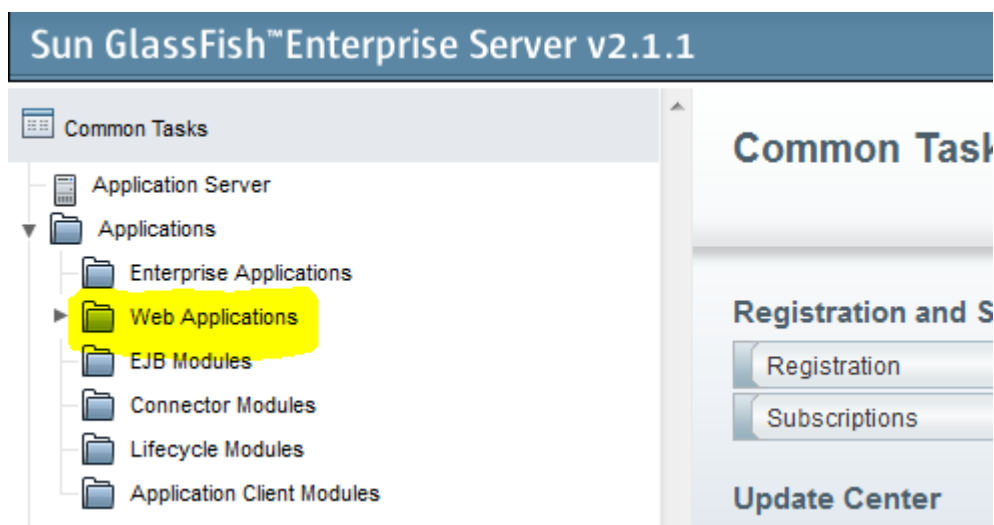 Sun GlassFish™Enterprise Server v2.1.1
Common Tasks
Application Server
Applications
Enterprise Applications
Web Applications
EJB Modules
Connector Modules
Lifecycle Modules
Application Client Modules
Common
Registration and
Registration
Subscriptions
Update Center